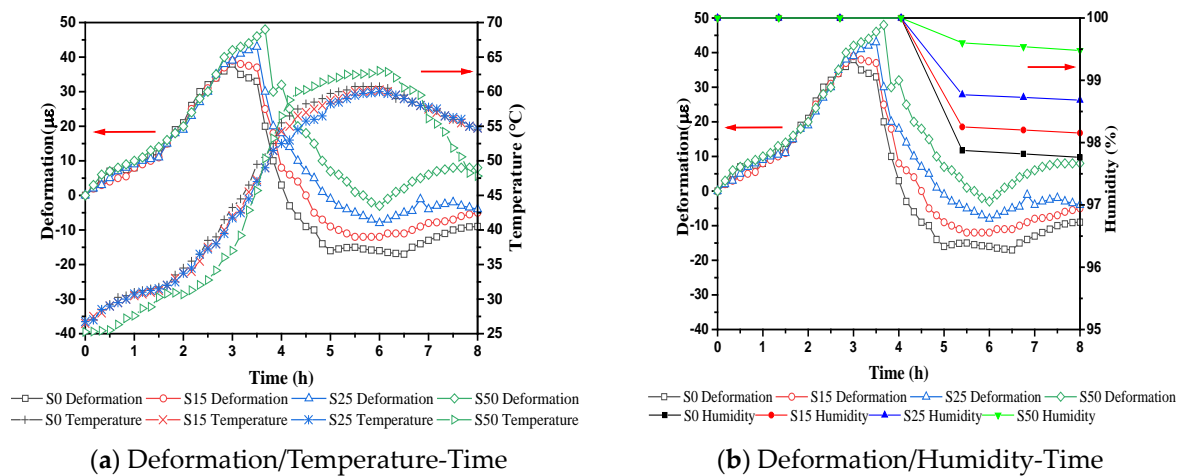 50
40
30
20
10
0
-10
-20
-30
-40
Deformation(με)
70
65
60
55
50
45
40
35
30
25
Temperature (°C)
0 1 2 3 4 5 6 7 8
Time (h)
S0 Deformation S15 Deformation S25 Deformation S50 Deformation
S0 Temperature S15 Temperature S25 Temperature S50 Temperature
(a) Deformation/Temperature-Time
50
40
30
20
10
0
-10
-20
-30
-40
Deformation(με)
100
99
98
97
96
95
Humidity (%)
0 1 2 3 4 5 6 7 8
Time (h)
S0 Deformation S15 Deformation S25 Deformation S50 Deformation
S0 Humidity S15 Humidity S25 Humidity S50 Humidity
(b) Deformation/Humidity-Time